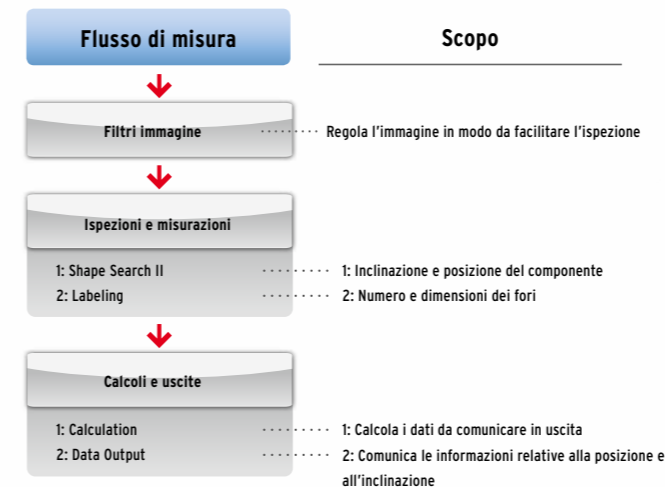 Flusso di misura
Scopo
Filtri immagine
Regola l'immagine in modo da facilitare l'ispezione
Ispezioni e misurazioni
1: Shape Search II
1: Inclinazione e posizione del componente
2: Labeling
2: Numero e dimensioni dei fori
Calcoli e uscite
1: Calculation
1: Calcola i dati da comunicare in uscita
2: Data Output
2: Comunica le informazioni relative alla posizione e
all'inclinazione